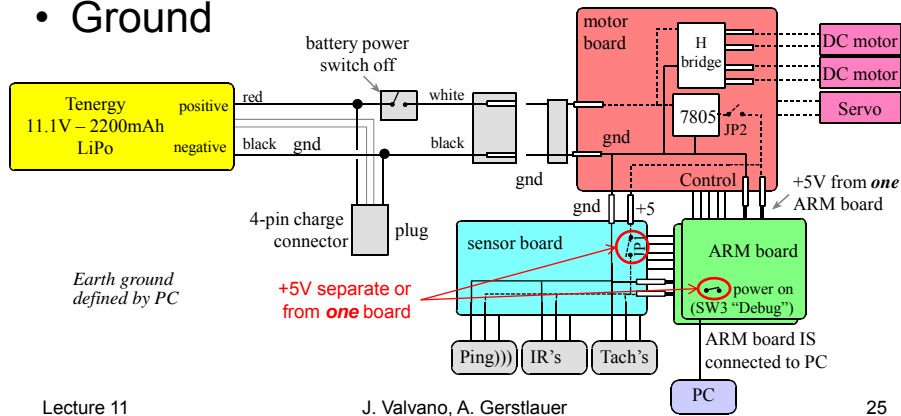 • Ground
battery power
switch off
motor
board
H
bridge
DC motor
DC motor
Servo
Tenergy
11.1V – 2200mAh
LiPo
positive
negative
red
white
black
gnd
black
gnd
7805
JP2
Control
+5V from one
ARM board
4-pin charge
connector
plug
gnd
+5
sensor board
JP1
ARM board
power on
(SW3 “Debug”)
Earth ground
defined by PC
+5V separate or
from one board
Ping)))
IR's
Tach's
ARM board IS
connected to PC
PC
Lecture 11
J. Valvano, A. Gerstlauer
25